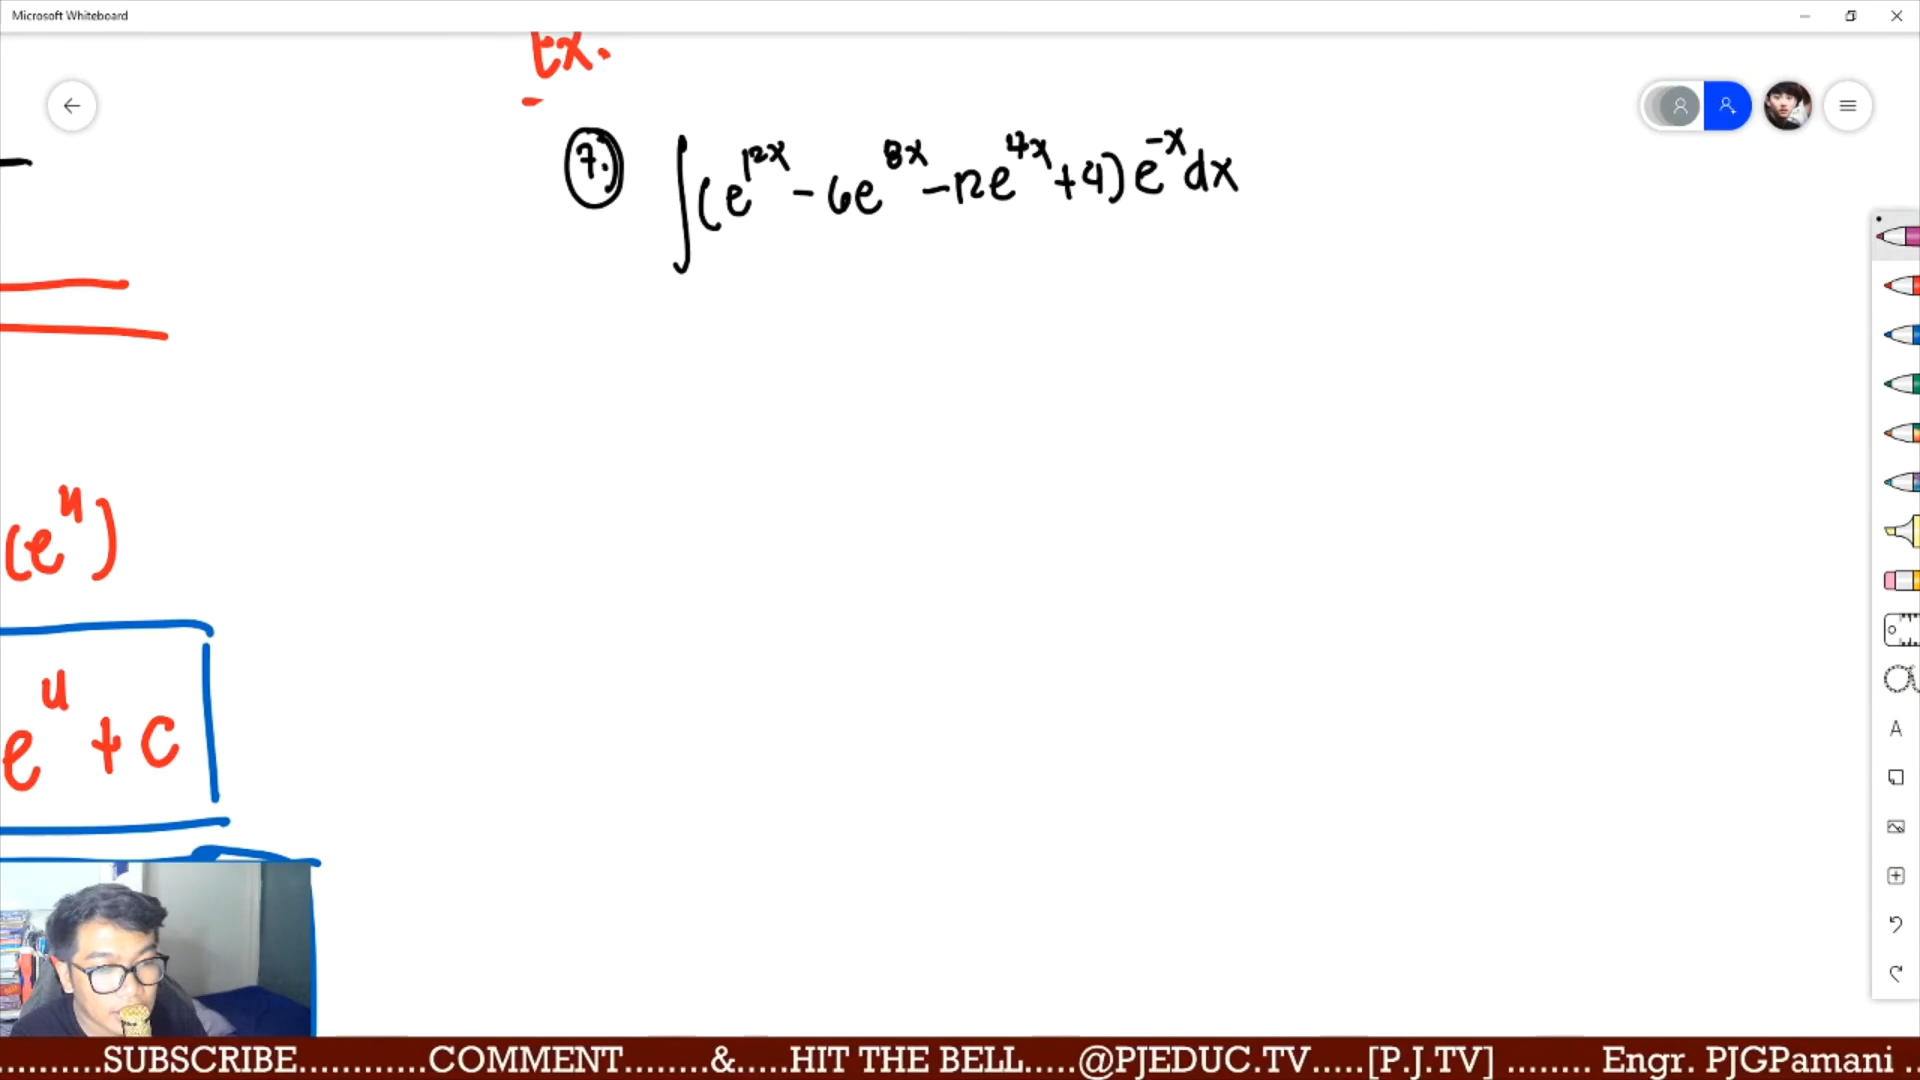 Microsoft Whiteboard
Ex.
7.) ∫(e^12x - 6e^8x - 12e^4x + 4) e^-x dx
(e^u)
e^u + c
A
..........SUBSCRIBE............COMMENT........&.....HIT THE BELL.....@PJEDUC.TV.....[P.J.TV] ........ Engr. PJGPamani ..